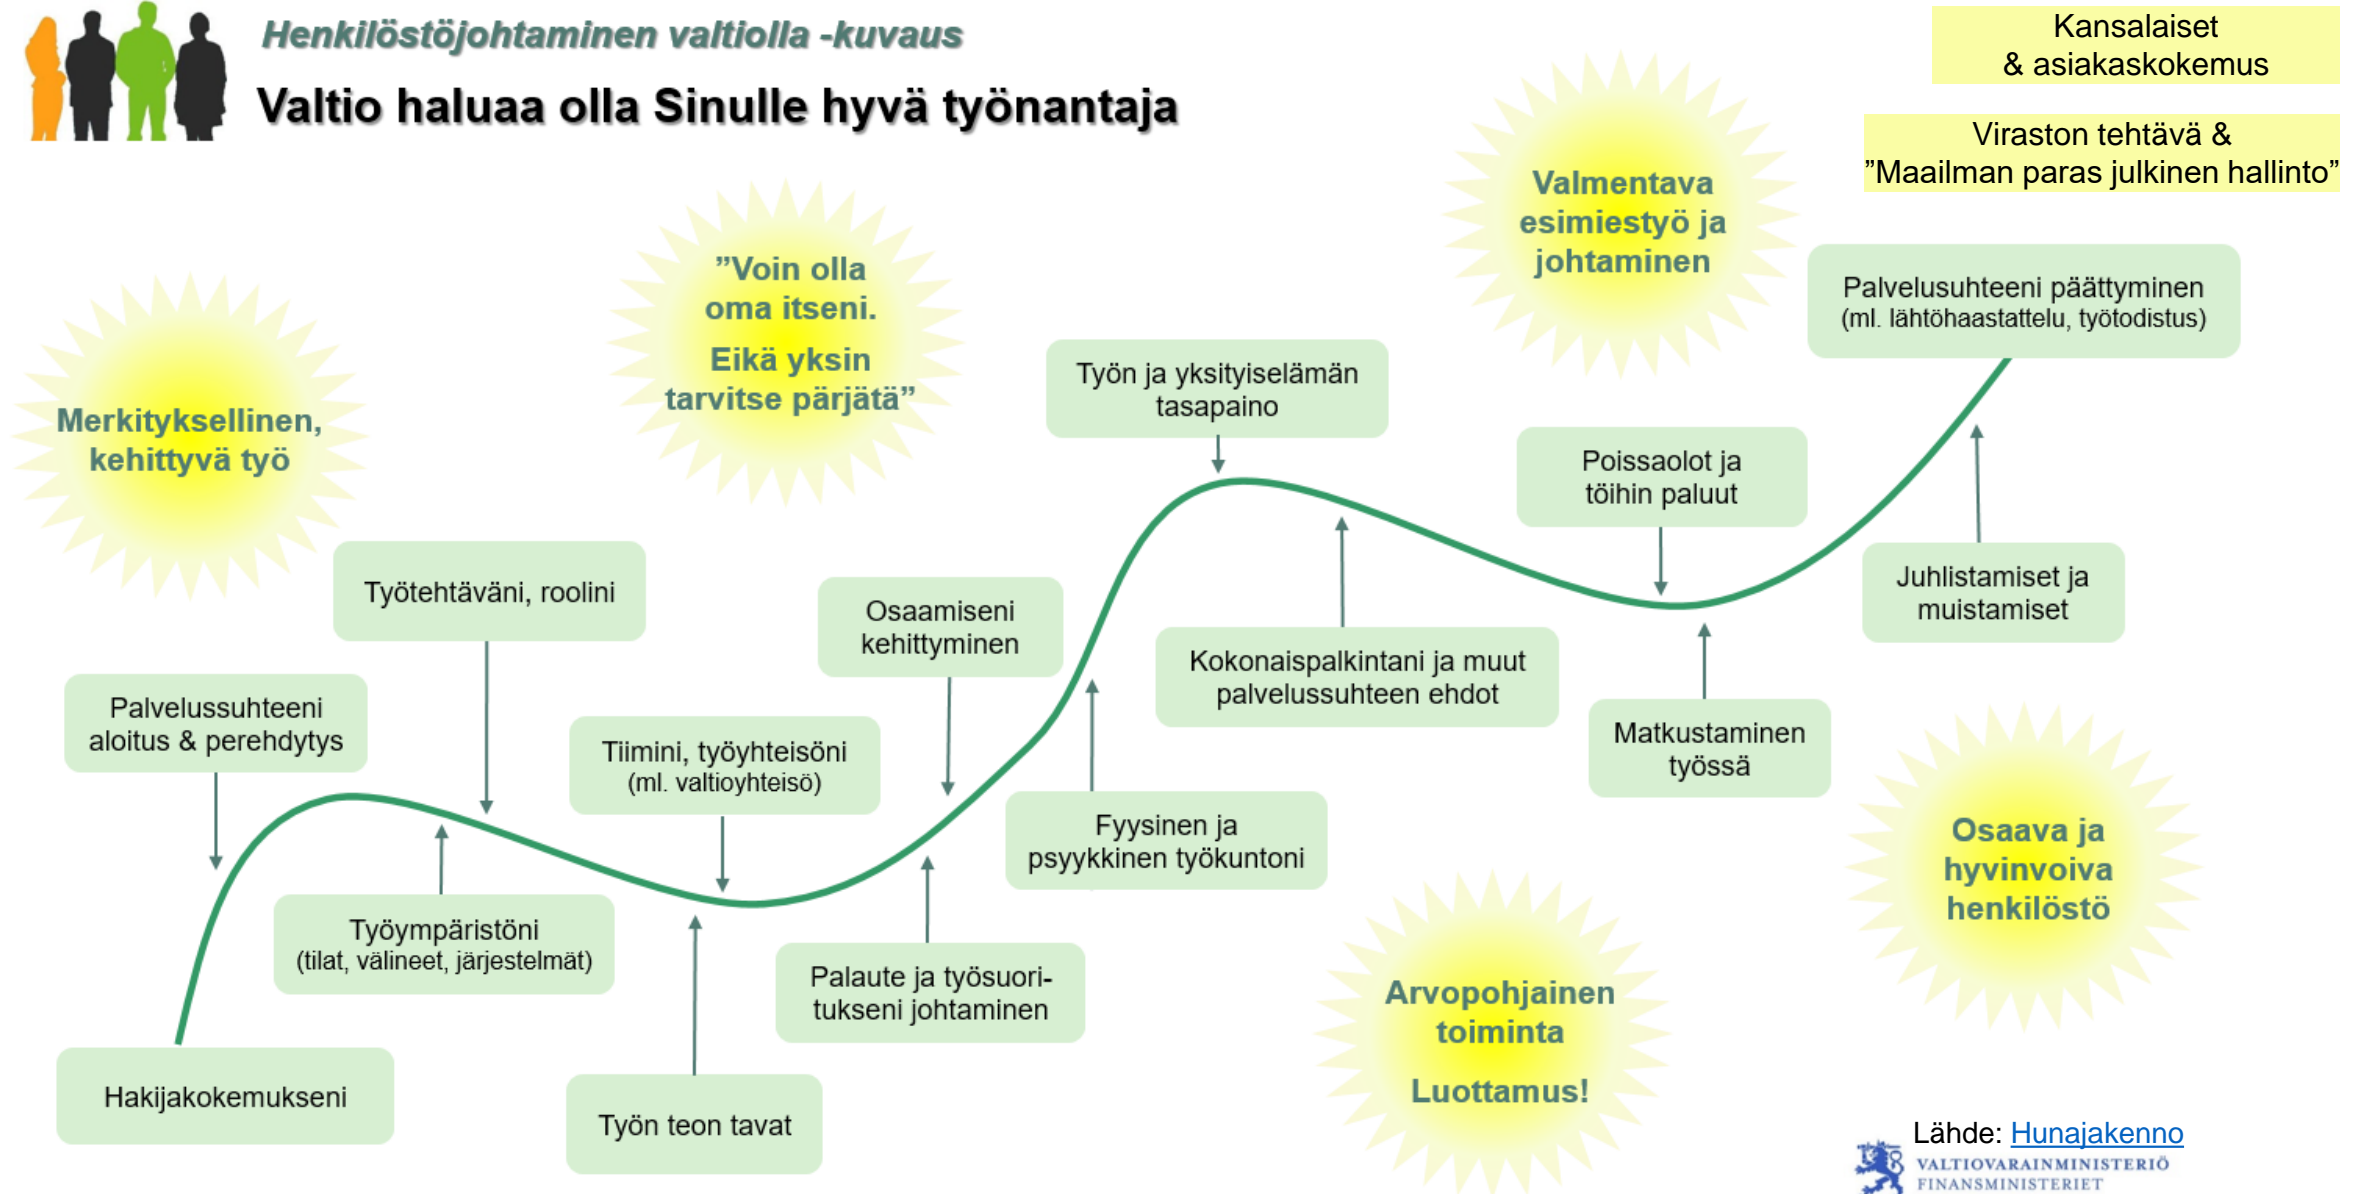 Henkilöstöjohtaminen valtiolla -kuvaus
Valtio haluaa olla Sinulle hyvä työnantaja
Kansalaiset
& asiakaskokemus
Viraston tehtävä &
”Maailman paras julkinen hallinto”
Merkityksellinen,
kehittyvä työ
”Voin olla
oma itseni.
Eikä yksin
tarvitse pärjätä”
Valmentava
esimiestyö ja
johtaminen
Palvelusuhteeni päättyminen
(ml. lähtöhaastattelu, työtodistus)
Työn ja yksityiselämän
tasapaino
Poissaolot ja
töihin paluut
Työtehtäväni, roolini
Osaamiseni
kehittyminen
Juhlistamiset ja
muistamiset
Kokonaispalkintani ja muut
palvelussuhteen ehdot
Palvelussuhteeni
aloitus & perehdytys
Tiimini, työyhteisöni
(ml. valtioyhteisö)
Matkustaminen
työssä
Fyysinen ja
psyykkinen työkuntoni
Osaava ja
hyvinvoiva
henkilöstö
Työympäristöni
(tilat, välineet, järjestelmät)
Palaute ja työsuori-
tukseni johtaminen
Arvopohjainen
toiminta
Luottamus!
Hakijakokemukseni
Työn teon tavat
Lähde: Hunajakenno
VALTIOVARAINMINISTERIÖ
FINANSMINISTERIET